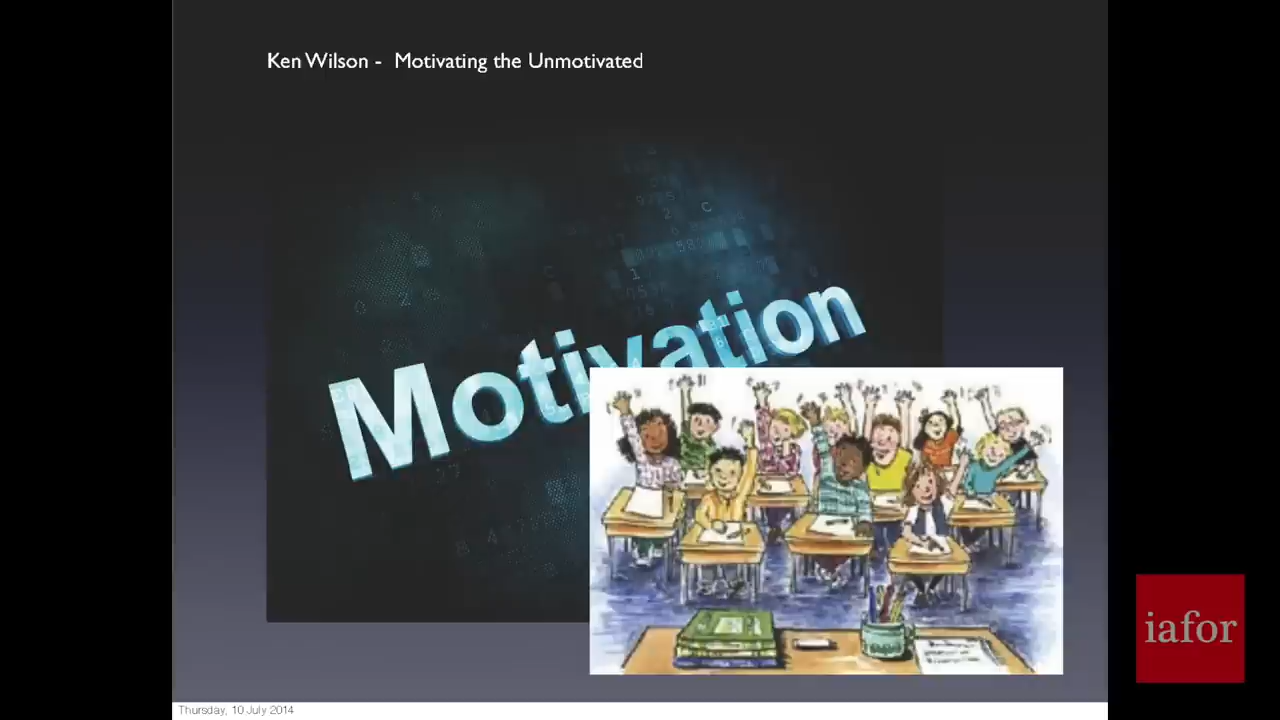 Ken Wilson - Motivating the Unmotivated
Motivation
iafor
Thursday, 10 July 2014